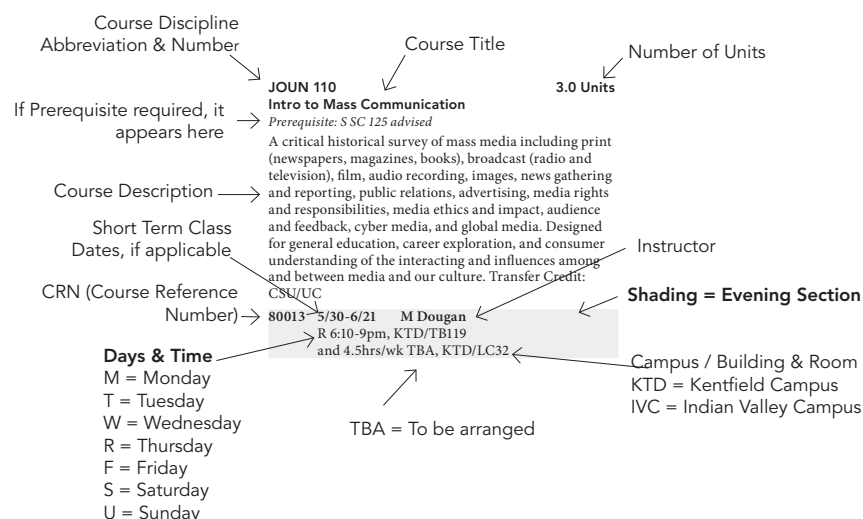 Course Discipline
Abbreviation & Number
Course Title
Number of Units
JOUN 110
3.0 Units
Intro to Mass Communication
If Prerequisite required, it
appears here
Prerequisite: S SC 125 advised
A critical historical survey of mass media including print
(newspapers, magazines, books), broadcast (radio and
television), film, audio recording, images, news gathering
and reporting, public relations, advertising, media rights
and responsibilities, media ethics and impact, audience
and feedback, cyber media, and global media. Designed
for general education, career exploration, and consumer
understanding of the interacting and influences among
and between media and our culture. Transfer Credit:
CSU/UC
Course Description
Short Term Class
Dates, if applicable
Instructor
CRN (Course Reference
Number)
Shading = Evening Section
80013 5/30-6/21 M Dougan
R 6:10-9pm, KTD/TB119
and 4.5hrs/wk TBA, KTD/LC32
Days & Time
M = Monday
T = Tuesday
W = Wednesday
R = Thursday
F = Friday
S = Saturday
U = Sunday
TBA = To be arranged
Campus / Building & Room
KTD = Kentfield Campus
IVC = Indian Valley Campus